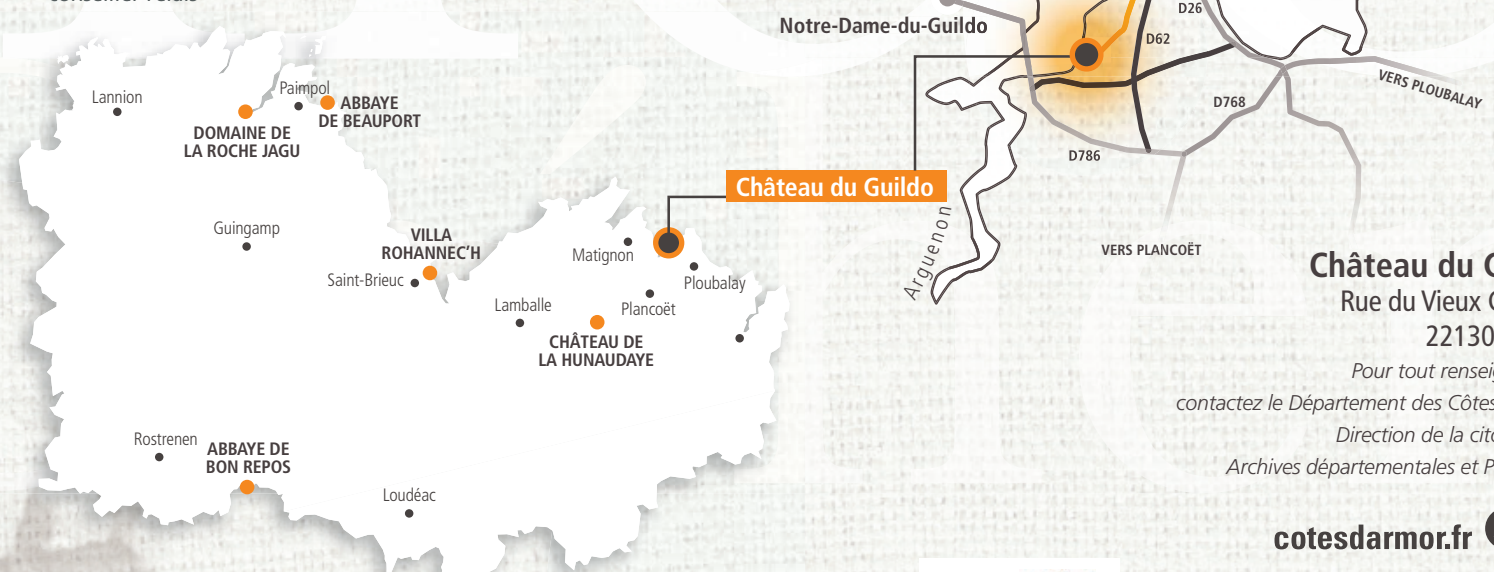 Notre-Dame-du-Guildo
D26
D62
VERS PLOUBALAY
D768
D786
Arguenon
VERS PLANCOËT
Château du Guildo
Lannion
Paimpol
ABBAYE
DE BEAUPORT
DOMAINE DE
LA ROCHE JAGU
Guingamp
VILLA
ROHANNEC'H
Saint-Brieuc
Matignon
Ploubalay
Plancoët
Lamballe
CHÂTEAU DE
LA HUNAUDAYE
Rostrenen
ABBAYE DE
BON REPOS
Loudéac
Château du
Rue du Vieux
22130
Pour tout
contactez le Département des Côtes
Direction de la
Archives départementales et
cotesdarmor.fr